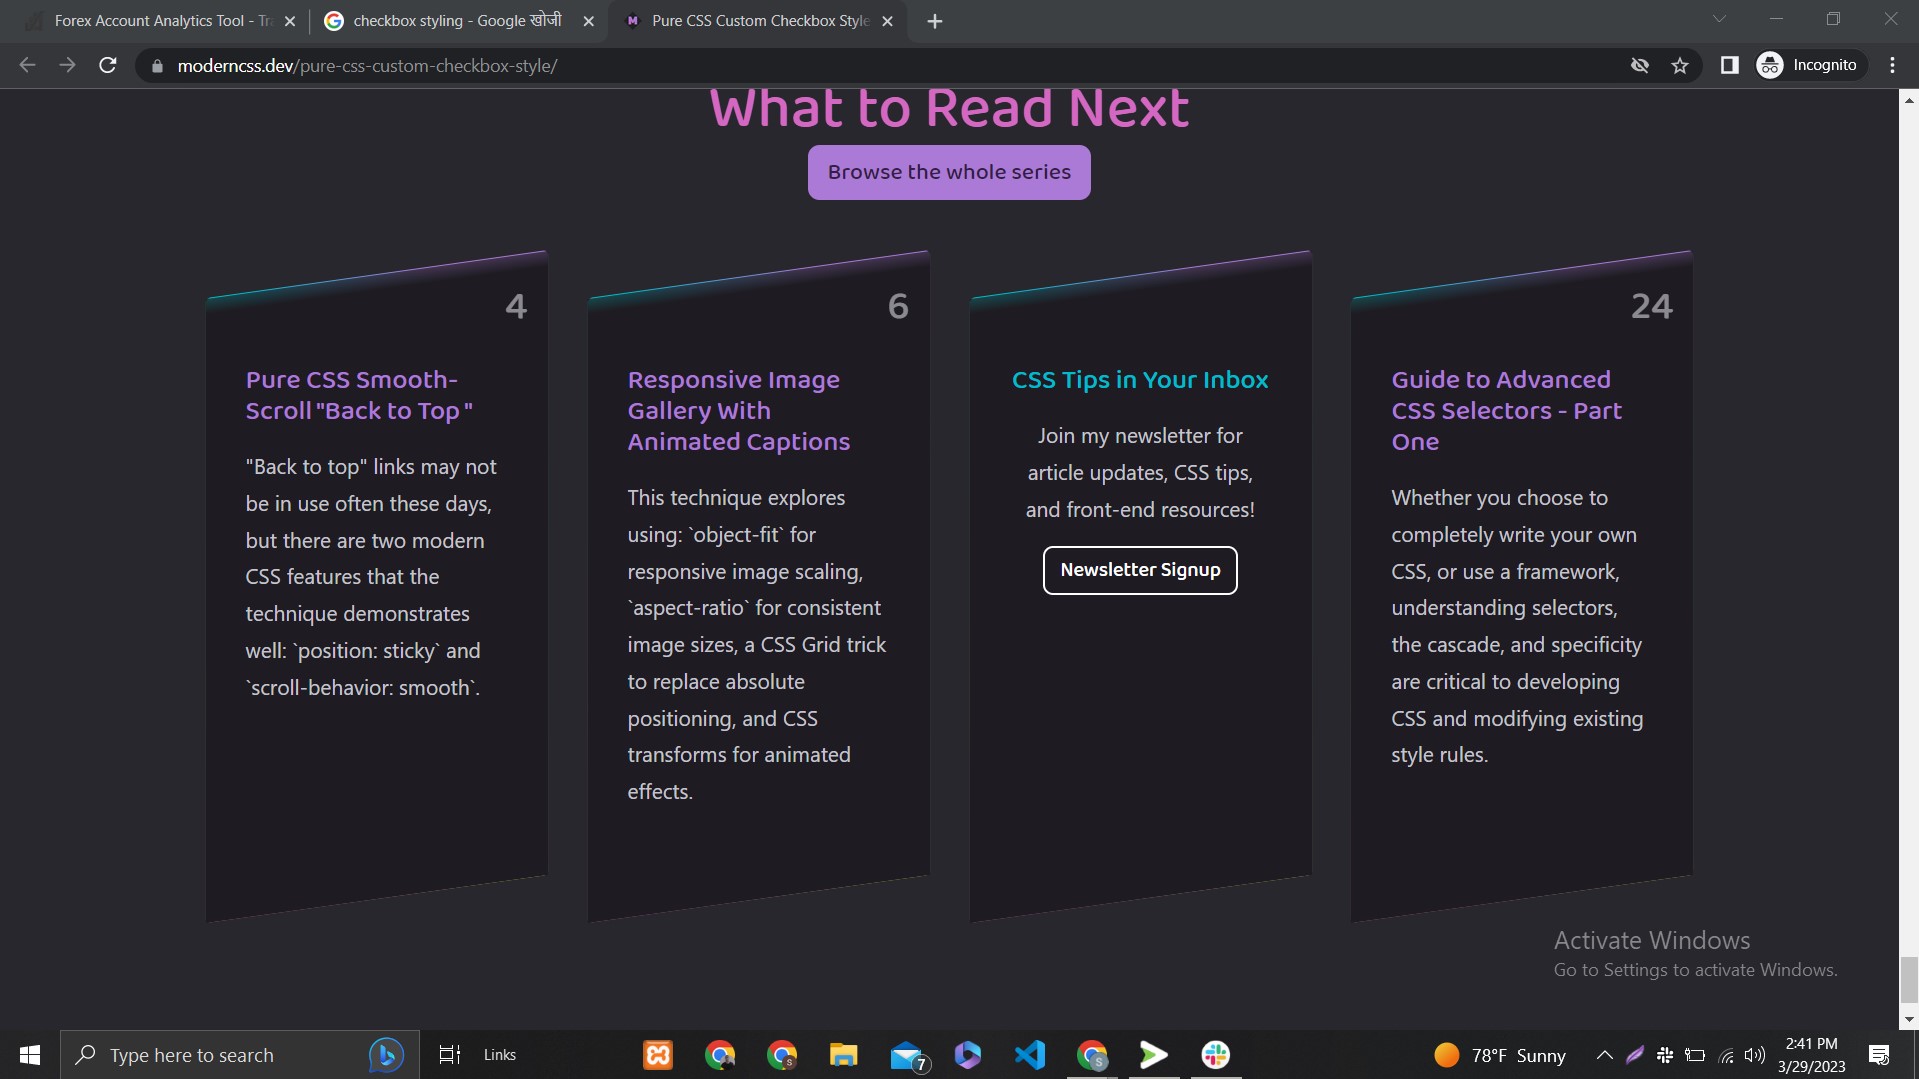 Forex Account Analytics Tool - Tra
checkbox styling - Google खोजी
Pure CSS Custom Checkbox Style
moderncss.dev/pure-css-custom-checkbox-style/
Incognito
What to Read Next
Browse the whole series
4
Pure CSS Smooth-
Scroll "Back to Top"
"Back to top" links may not
be in use often these days,
but there are two modern
CSS features that the
technique demonstrates
well: `position: sticky` and
`scroll-behavior: smooth`.
6
Responsive Image
Gallery With
Animated Captions
This technique explores
using: `object-fit` for
responsive image scaling,
`aspect-ratio` for consistent
image sizes, a CSS Grid trick
to replace absolute
positioning, and CSS
transforms for animated
effects.
CSS Tips in Your Inbox
Join my newsletter for
article updates, CSS tips,
and front-end resources!
Newsletter Signup
24
Guide to Advanced
CSS Selectors - Part
One
Whether you choose to
completely write your own
CSS, or use a framework,
understanding selectors,
the cascade, and specificity
are critical to developing
CSS and modifying existing
style rules.
Activate Windows
Go to Settings to activate Windows.
Type here to search
Links
7
78°F Sunny
2:41 PM
3/29/2023